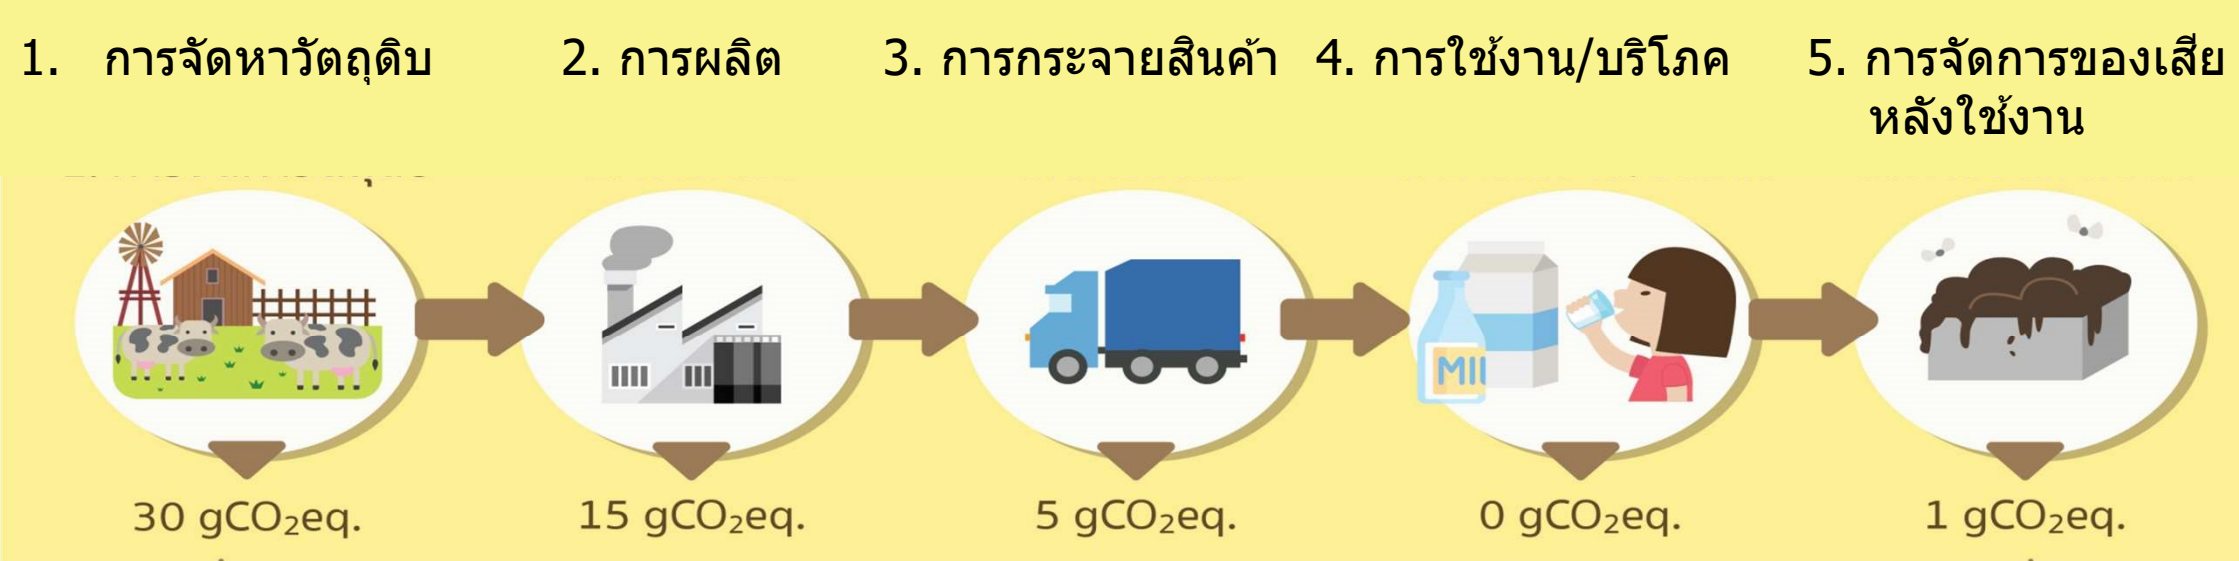 1. การจัดหาวัตถุดิบ
2. การผลิต
3. การกระจายสินค้า
4. การใช้งาน/บริโภค
5. การจัดการของเสีย
หลังใช้งาน
MIL
30 gCO₂eq.
15 gCO₂eq.
5 gCO₂eq.
0 gCO₂eq.
1 gCO₂eq.